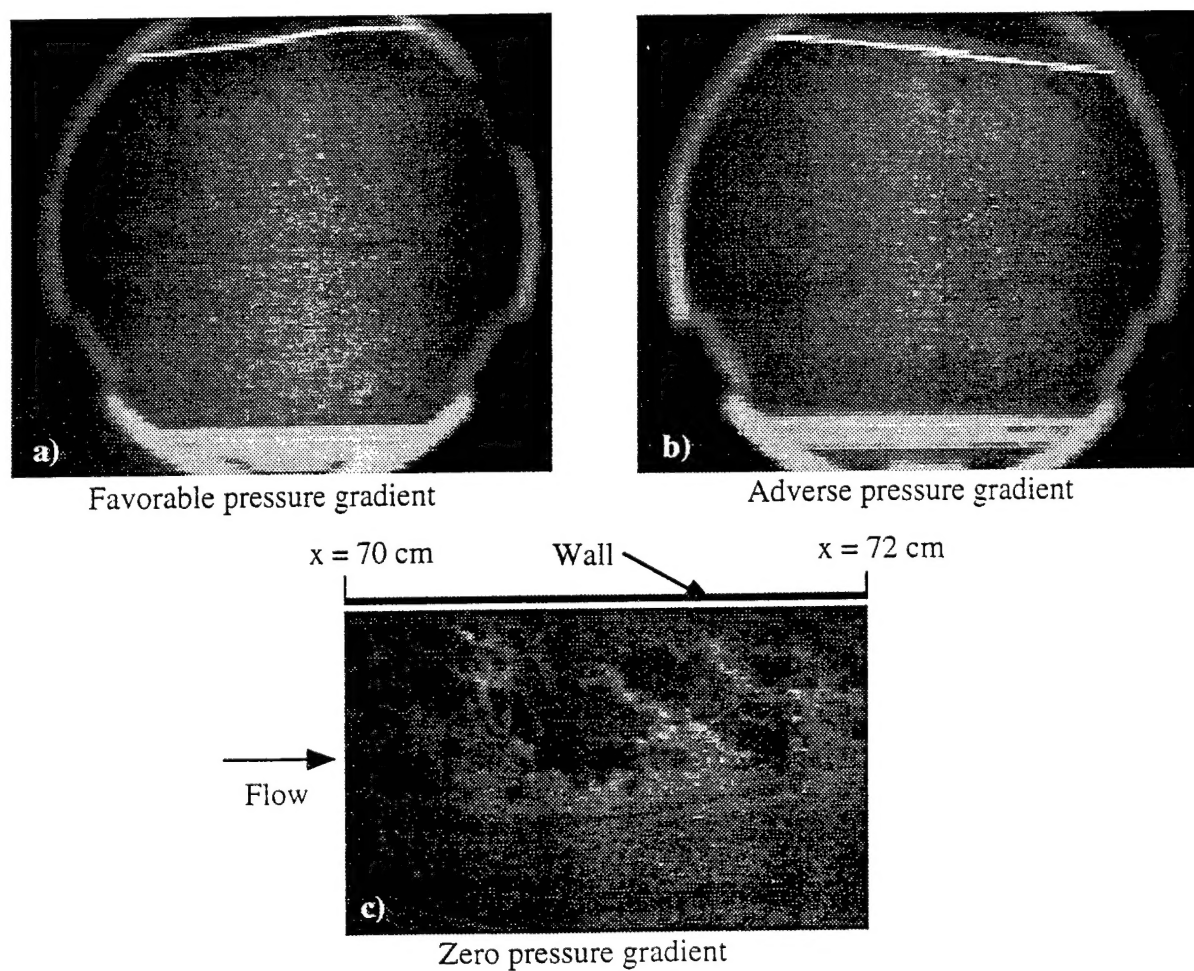 a)
b)
Favorable pressure gradient
Adverse pressure gradient
x = 70 cm
Wall
x = 72 cm
Flow
c)
Zero pressure gradient